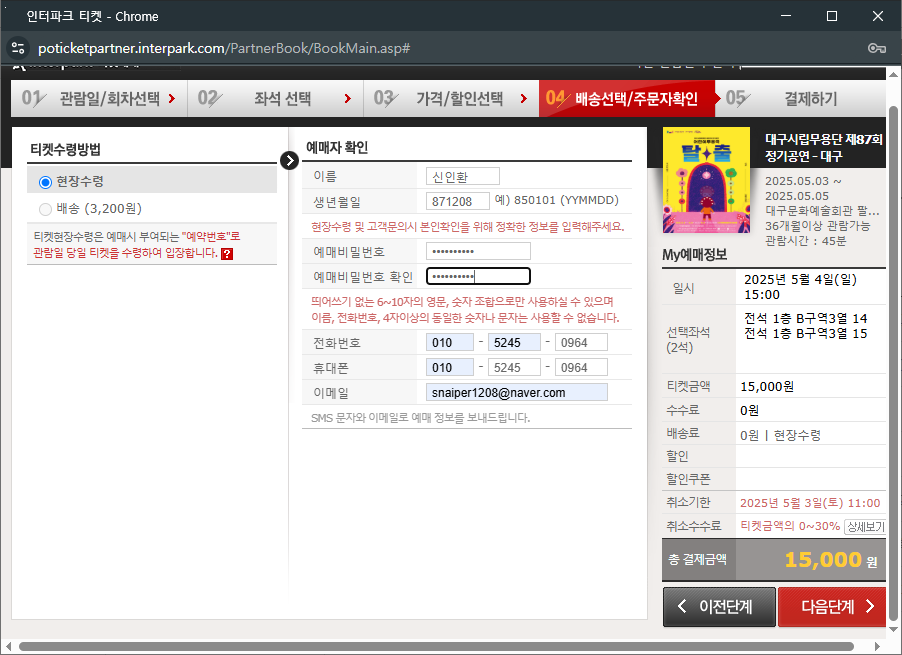 인터파크 티켓 - Chrome
poticketpartner.interpark.com/PartnerBook/BookMain.asp#
01 관람일/회차선택
02 좌석 선택
03 가격/할인선택
04 배송선택/주문자확인
05 결제하기
티켓수령방법
현장수령
배송 (3,200원)
티켓현장수령은 예매시 부여되는 "예약번호"로
관람일 당일 티켓을 수령하여 입장합니다. ?
예매자 확인
이름 신인환
생년월일 871208 예) 850101 (YYMMDD)
현장수령 및 고객문의시 본인확인을 위해 정확한 정보를 입력해주세요.
예매비밀번호 ••••••••••
예매비밀번호 확인 ••••••••••
띄어쓰기 없는 6~10자의 영문, 숫자 조합으로만 사용하실 수 있으며
이름, 전화번호, 4자이상의 동일한 숫자나 문자는 사용할 수 없습니다.
전화번호 010 - 5245 - 0964
휴대폰 010 - 5245 - 0964
이메일 snaiper1208@naver.com
SMS 문자와 이메일로 예매 정보를 보내드립니다.
탈출
대구시립무용단 제87회
정기공연 - 대구
2025.05.03 ~
2025.05.05
대구문화예술회관 팔...
36개월이상 관람가능
관람시간 : 45분
My예매정보
일시 2025년 5월 4일(일)
15:00
선택좌석
(2석)
전석 1층 B구역3열 14
전석 1층 B구역3열 15
티켓금액 15,000원
수수료 0원
배송료 0원 | 현장수령
할인
할인쿠폰
취소기한 2025년 5월 3일(토) 11:00
취소수수료 티켓금액의 0~30% 상세보기
총 결제금액 15,000 원
이전단계
다음단계